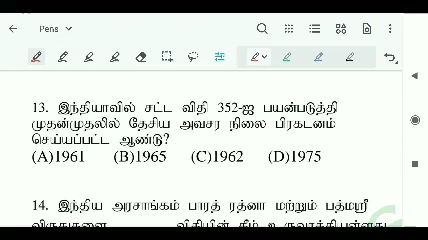 Pens
13. இந்தியாவில் சட்ட விதி 352-ஐ பயன்படுத்தி
முதன்முதலில் தேசிய அவசர நிலை பிரகடனம்
செய்யப்பட்ட ஆண்டு?
(A)1961 (B)1965 (C)1962 (D)1975
14. இந்திய அரசாங்கம் பாரத் ரத்னா மற்றும் பத்மஸ்ரீ